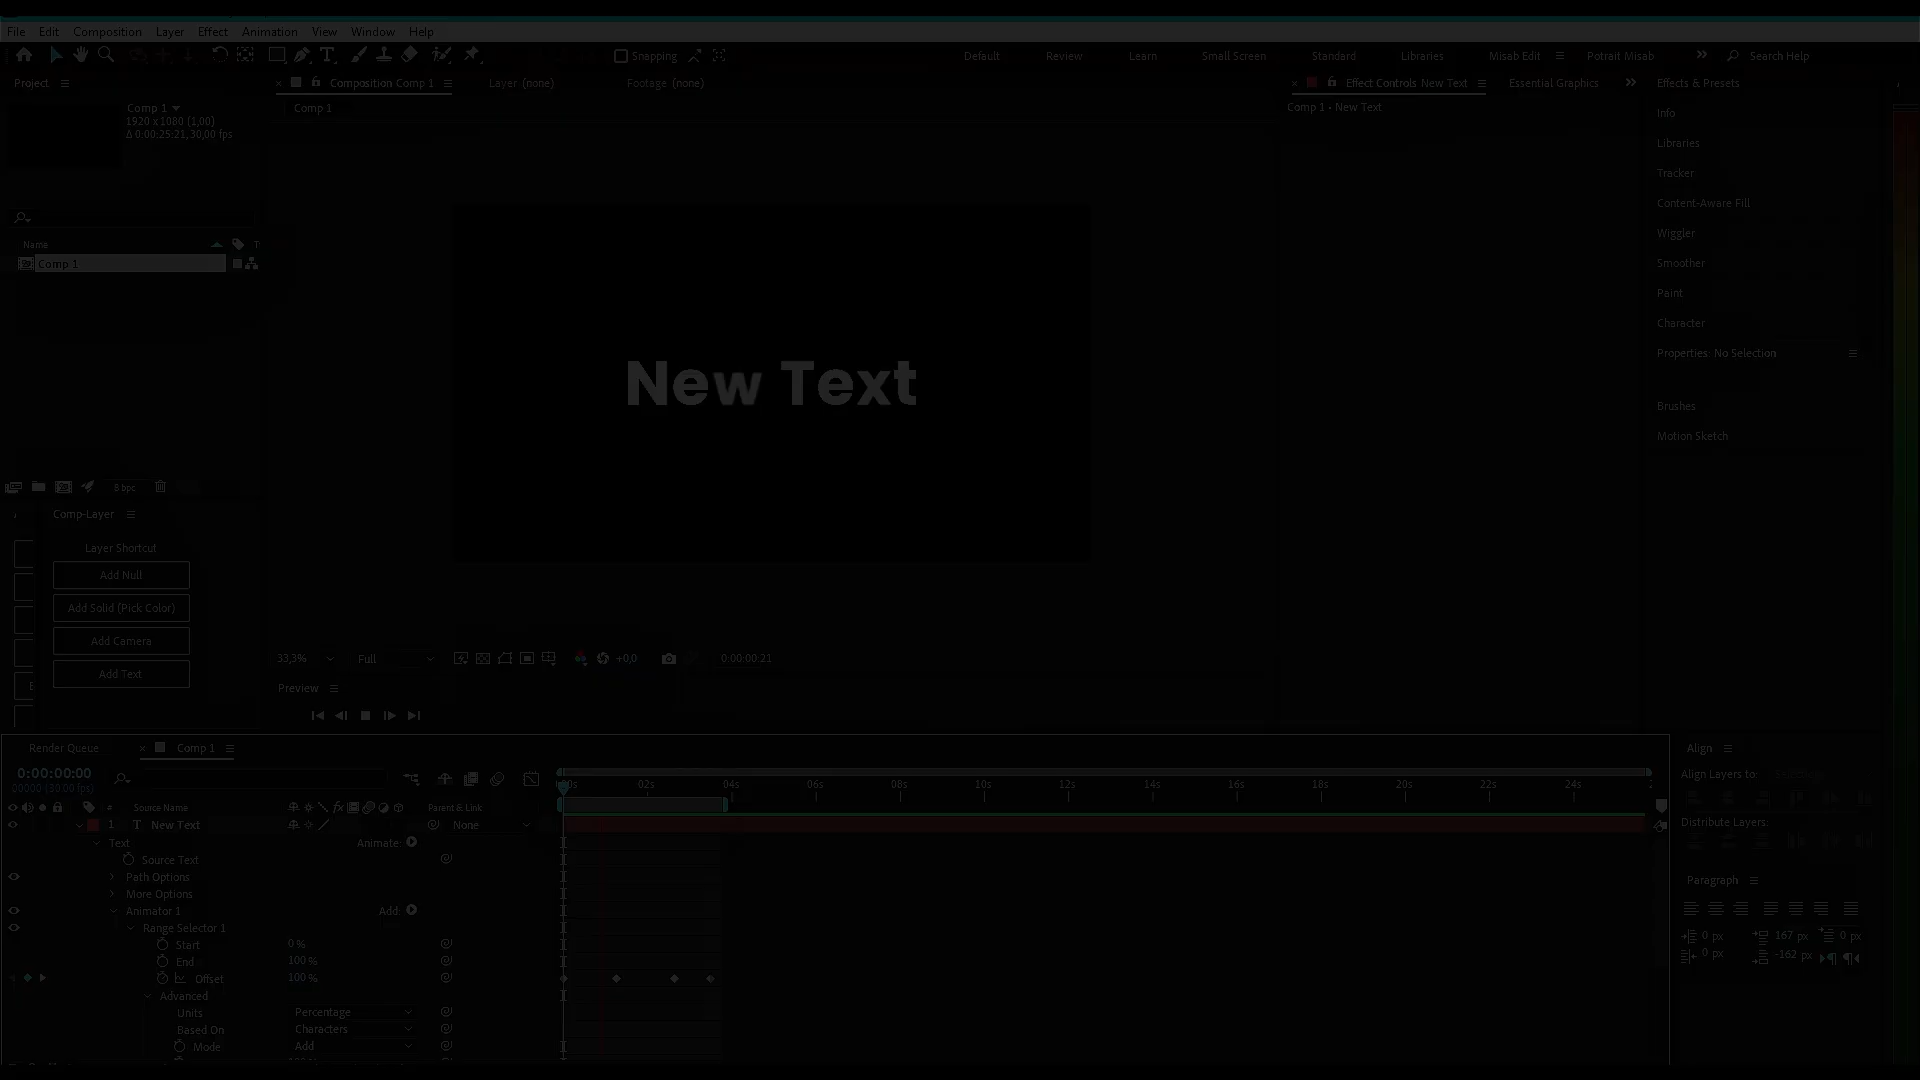 File Edit Composition Layer Effect Animation View Window Help
Snapping Default Review Learn Small Screen Standard Libraries Misab Edit Potrait Misab Search Help
Project
Comp 1
1920 x 1080 (1,00)
Δ 0:00:25:21, 30,00 fps
Name
Comp 1
8 bpc
Composition Comp 1 Layer (none) Footage (none)
Comp 1
New Text
33,3% Full +0,0 0:00:00:21
Preview
Effect Controls New Text Essential Graphics
Comp 1 • New Text
Effects & Presets
Info
Libraries
Tracker
Content-Aware Fill
Wiggler
Smoother
Paint
Character
Properties: No Selection
Brushes
Motion Sketch
Comp-Layer
Layer Shortcut
Add Null
Add Solid (Pick Color)
Add Camera
Add Text
Render Queue Comp 1
0:00:00:00
00000 (30.00 fps)
02s 04s 06s 08s 10s 12s 14s 16s 18s 20s 22s 24s
# Source Name Parent & Link
1 T New Text None
Text Animate:
Source Text
Path Options
More Options
Animator 1 Add:
Range Selector 1
Start 0 %
End 100 %
Offset 100 %
Advanced
Units Percentage
Based On Characters
Mode Add
Align
Align Layers to:
Distribute Layers:
Paragraph
0 px 167 px 0 px
0 px -162 px